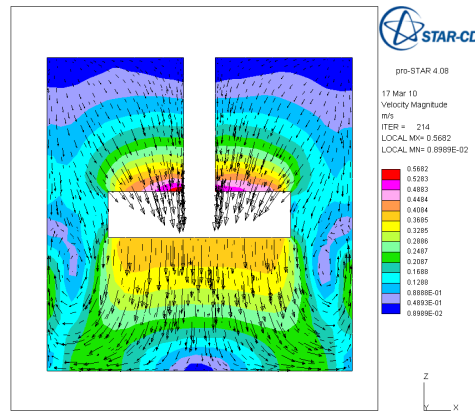 STAR-CD
pro-STAR 4.08
17 Mar 10
Velocity Magnitude
m/s
ITER = 214
LOCAL MX= 0.5682
LOCAL MN= 0.8989E-02
0.5682
0.5283
0.4883
0.4484
0.4084
0.3685
0.3285
0.2886
0.2487
0.2087
0.1688
0.1288
0.8888E-01
0.4893E-01
0.8989E-02
Z
Y X